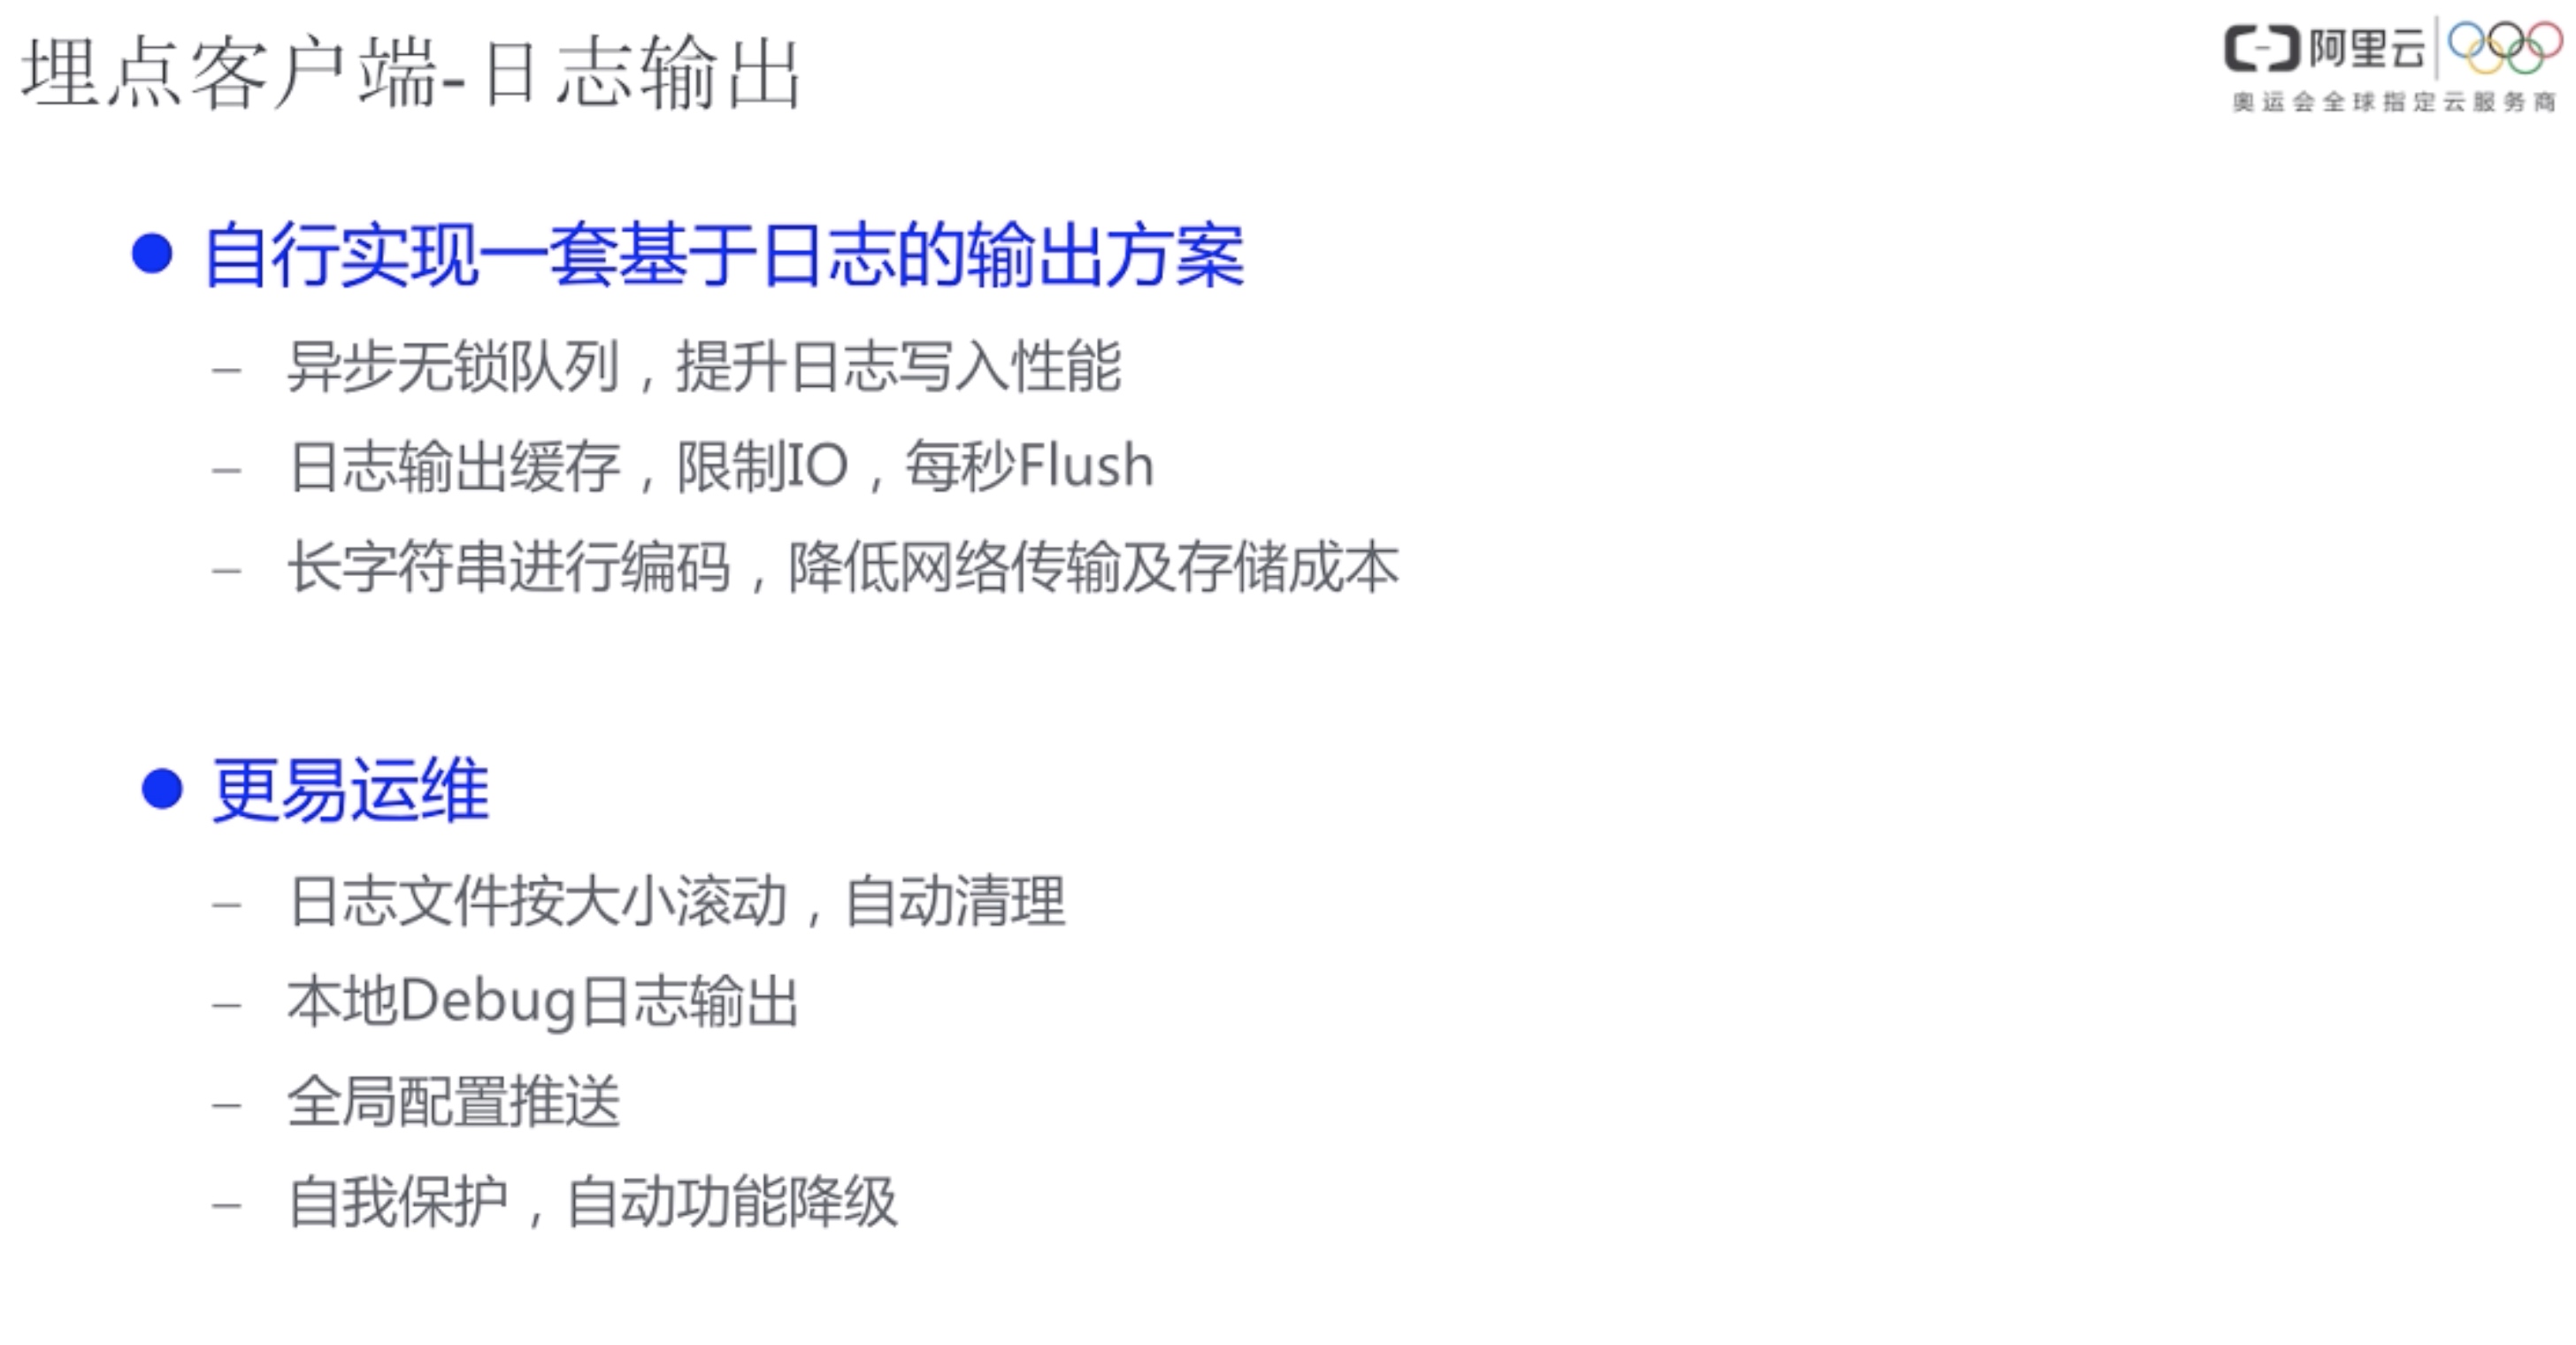 埋点客户端-日志输出
阿里云
奥运会全球指定云服务商
自行实现一套基于日志的输出方案
异步无锁队列，提升日志写入性能
日志输出缓存，限制IO，每秒Flush
长字符串进行编码，降低网络传输及存储成本
更易运维
日志文件按大小滚动，自动清理
本地Debug日志输出
全局配置推送
自我保护，自动功能降级